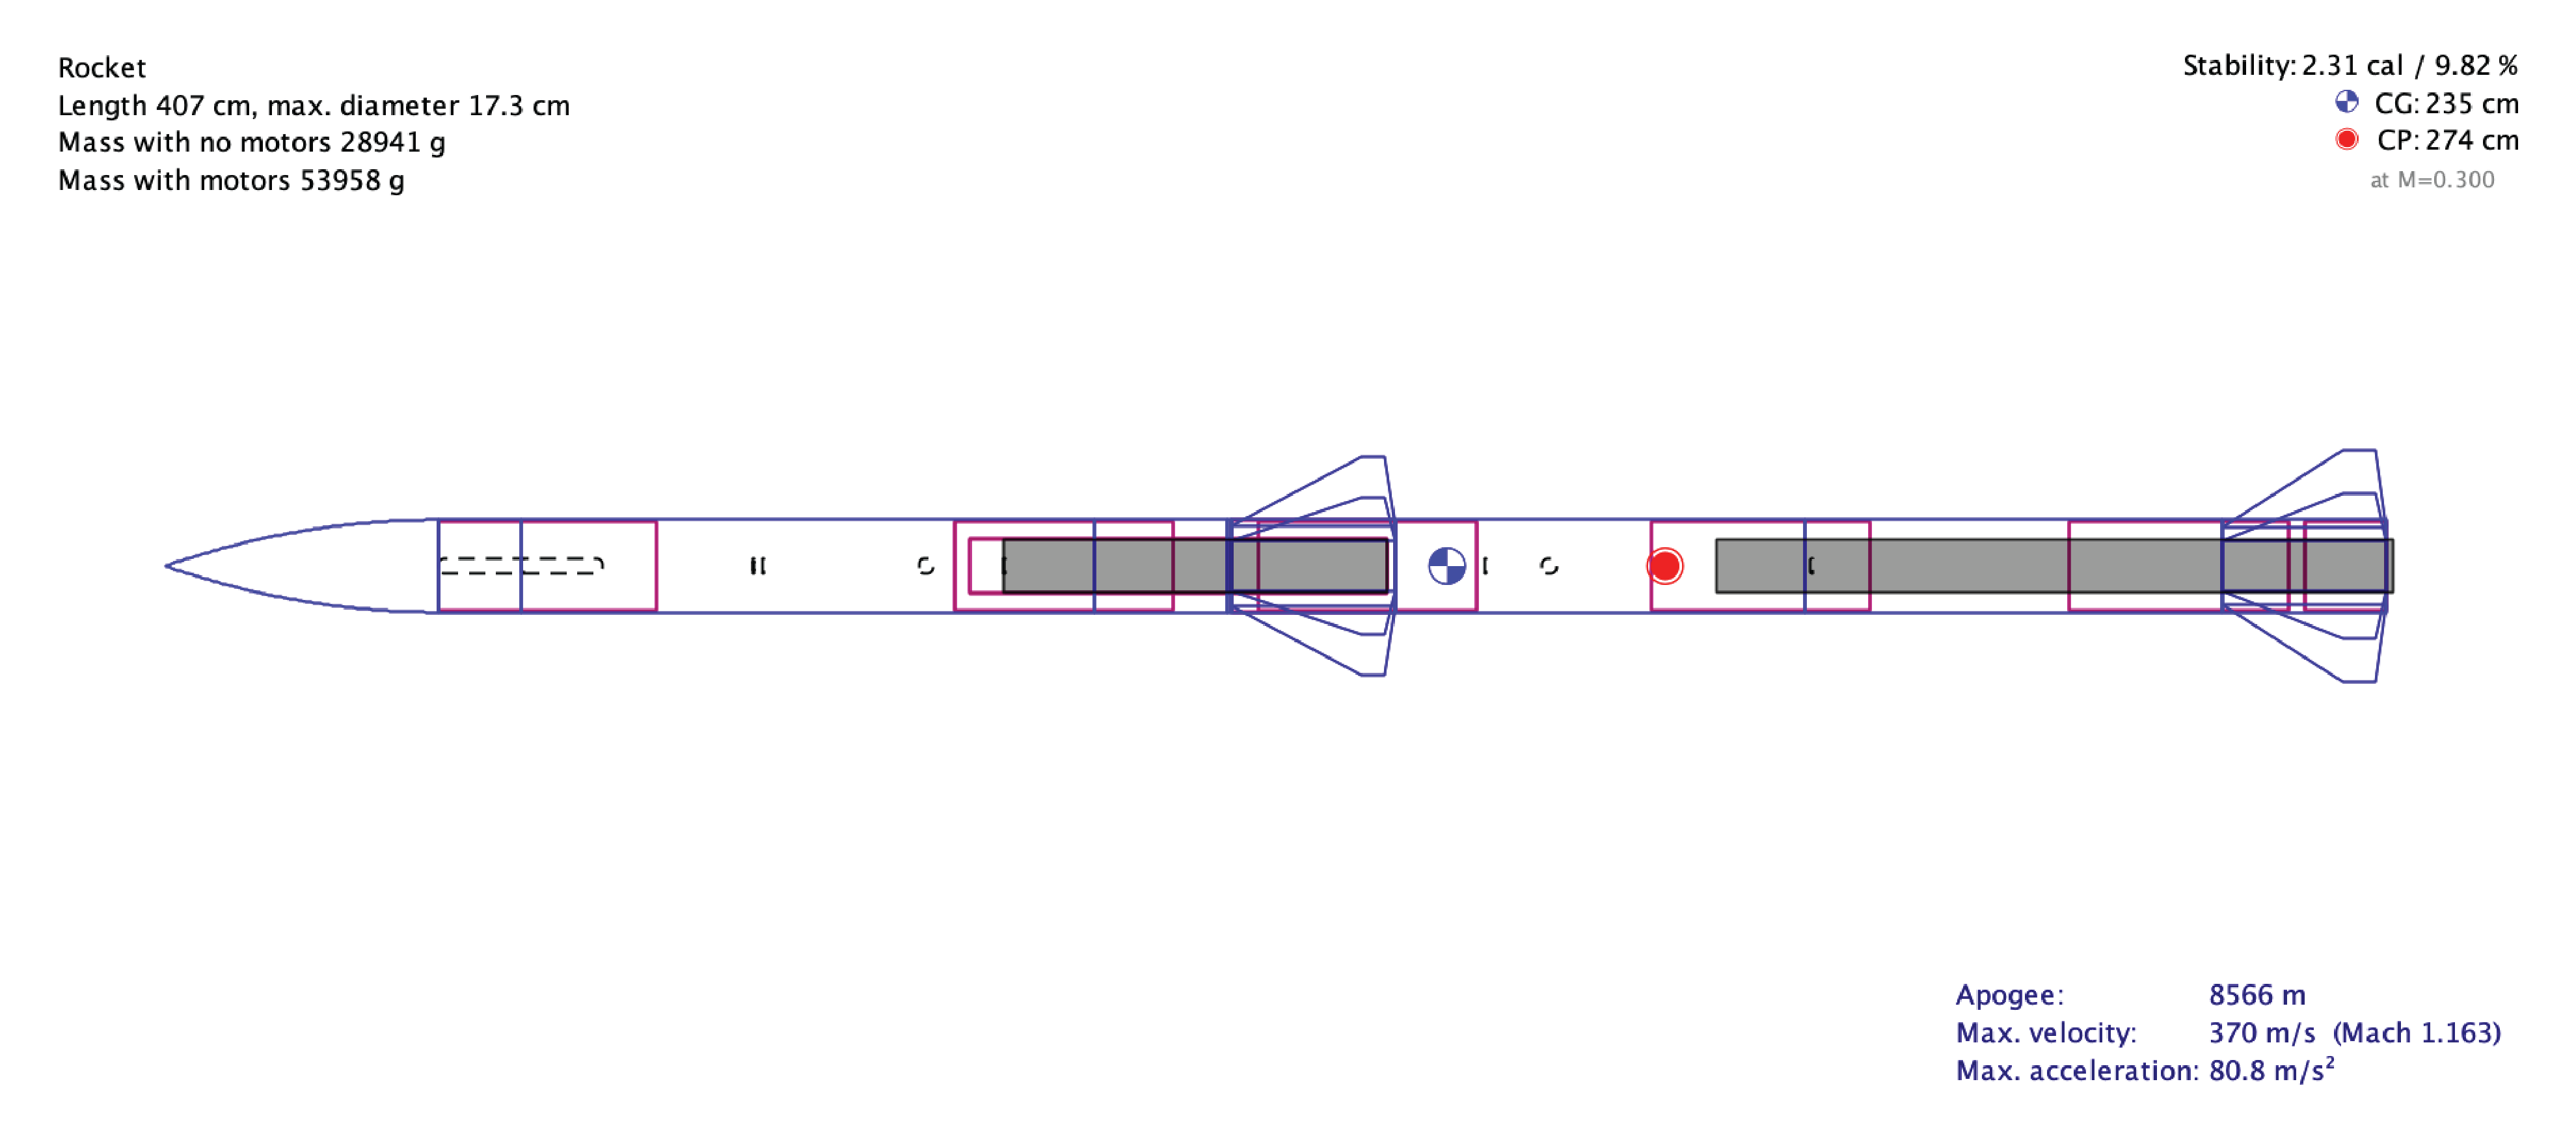 Rocket
Length 407 cm, max. diameter 17.3 cm
Mass with no motors 28941 g
Mass with motors 53958 g
Stability: 2.31 cal / 9.82 %
CG: 235 cm
CP: 274 cm
at M=0.300
Apogee: 8566 m
Max. velocity: 370 m/s (Mach 1.163)
Max. acceleration: 80.8 m/s²